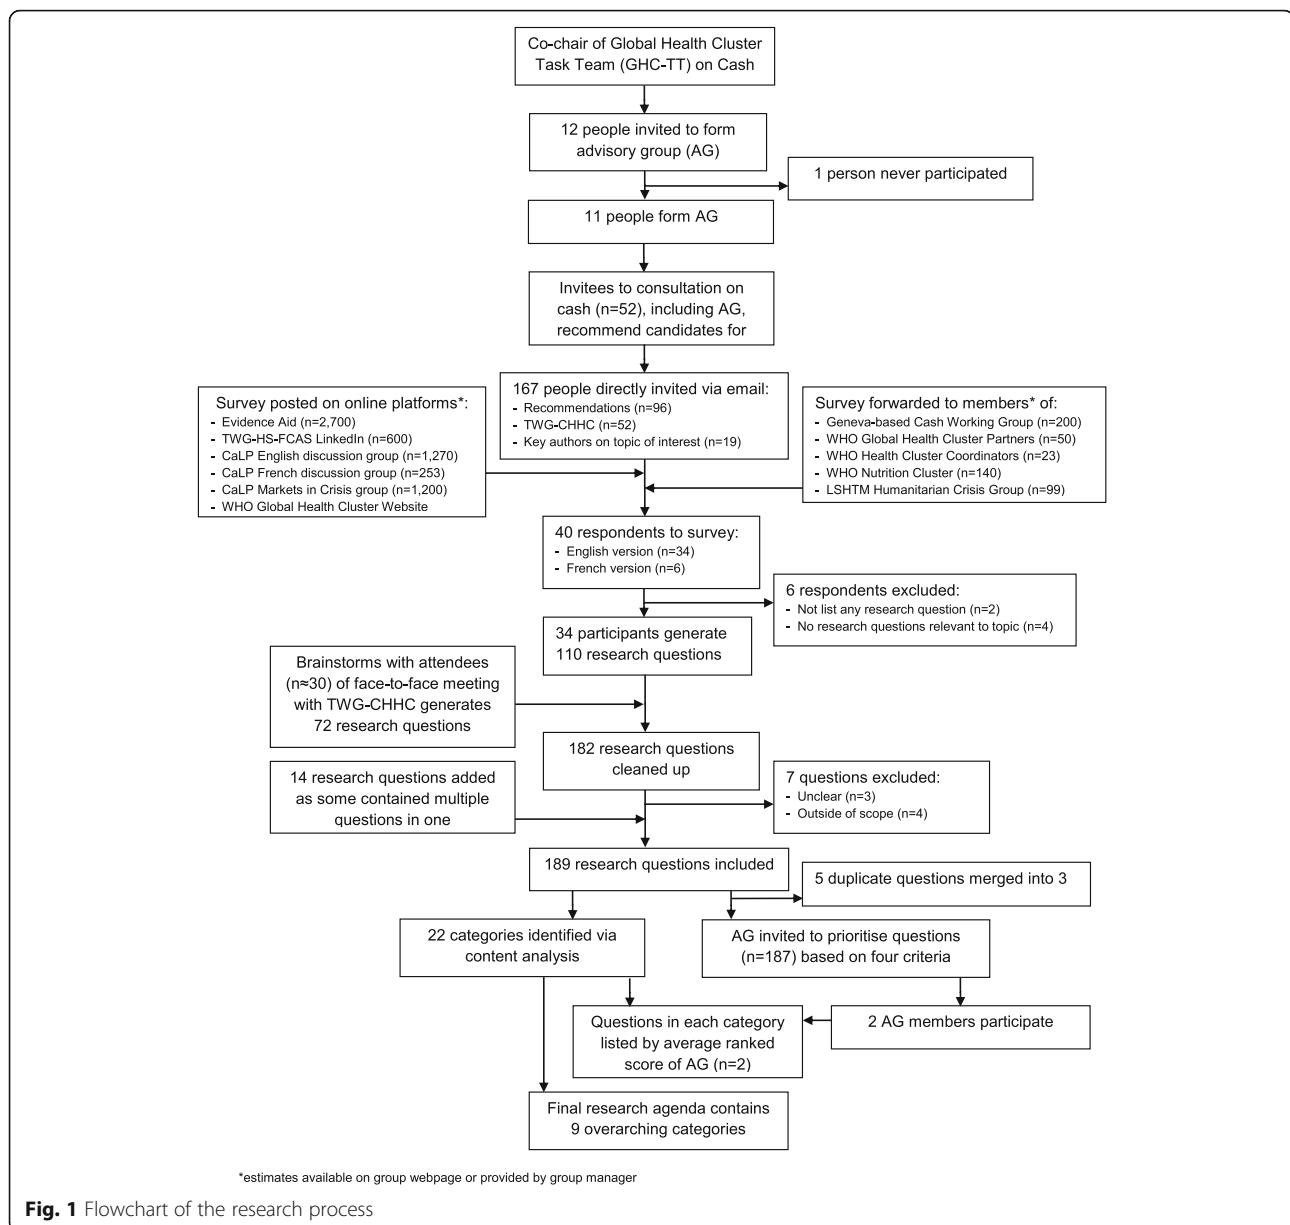 Co-chair of Global Health Cluster
Task Team (GHC-TT) on Cash
12 people invited to form
advisory group (AG)
1 person never participated
11 people form AG
Invitees to consultation on
cash (n=52), including AG,
recommend candidates for
167 people directly invited via email:
- Recommendations (n=96)
- TWG-CHHC (n=52)
- Key authors on topic of interest (n=19)
Survey posted on online platforms*:
- Evidence Aid (n=2,700)
- TWG-HS-FCAS LinkedIn (n=600)
- CaLP English discussion group (n=1,270)
- CaLP French discussion group (n=253)
- CaLP Markets in Crisis group (n=1,200)
- WHO Global Health Cluster Website
Survey forwarded to members* of:
- Geneva-based Cash Working Group (n=200)
- WHO Global Health Cluster Partners (n=50)
- WHO Health Cluster Coordinators (n=23)
- WHO Nutrition Cluster (n=140)
- LSHTM Humanitarian Crisis Group (n=99)
40 respondents to survey:
- English version (n=34)
- French version (n=6)
6 respondents excluded:
- Not list any research question (n=2)
- No research questions relevant to topic (n=4)
34 participants generate
110 research questions
Brainstorms with attendees
(n≈30) of face-to-face meeting
with TWG-CHHC generates
72 research questions
182 research questions
cleaned up
14 research questions added
as some contained multiple
questions in one
7 questions excluded:
- Unclear (n=3)
- Outside of scope (n=4)
189 research questions included
5 duplicate questions merged into 3
22 categories identified via
content analysis
AG invited to prioritise questions
(n=187) based on four criteria
Questions in each category
listed by average ranked
score of AG (n=2)
2 AG members participate
Final research agenda contains
9 overarching categories
*estimates available on group webpage or provided by group manager
Fig. 1 Flowchart of the research process